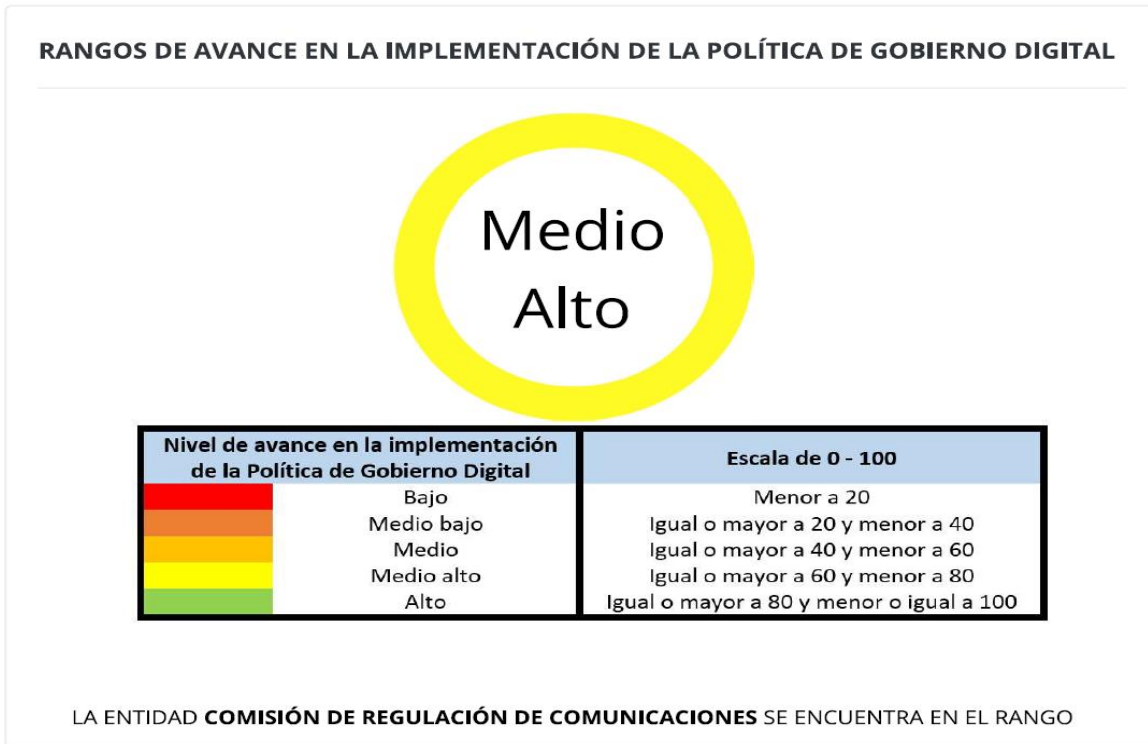 RANGOS DE AVANCE EN LA IMPLEMENTACIÓN DE LA POLÍTICA DE GOBIERNO DIGITAL
Medio
Alto
Nivel de avance en la implementación
de la Política de Gobierno Digital
Escala de 0 - 100
Bajo
Menor a 20
Medio bajo
Igual o mayor a 20 y menor a 40
Medio
Igual o mayor a 40 y menor a 60
Medio alto
Igual o mayor a 60 y menor a 80
Alto
Igual o mayor a 80 y menor o igual a 100
LA ENTIDAD COMISIÓN DE REGULACIÓN DE COMUNICACIONES SE ENCUENTRA EN EL RANGO